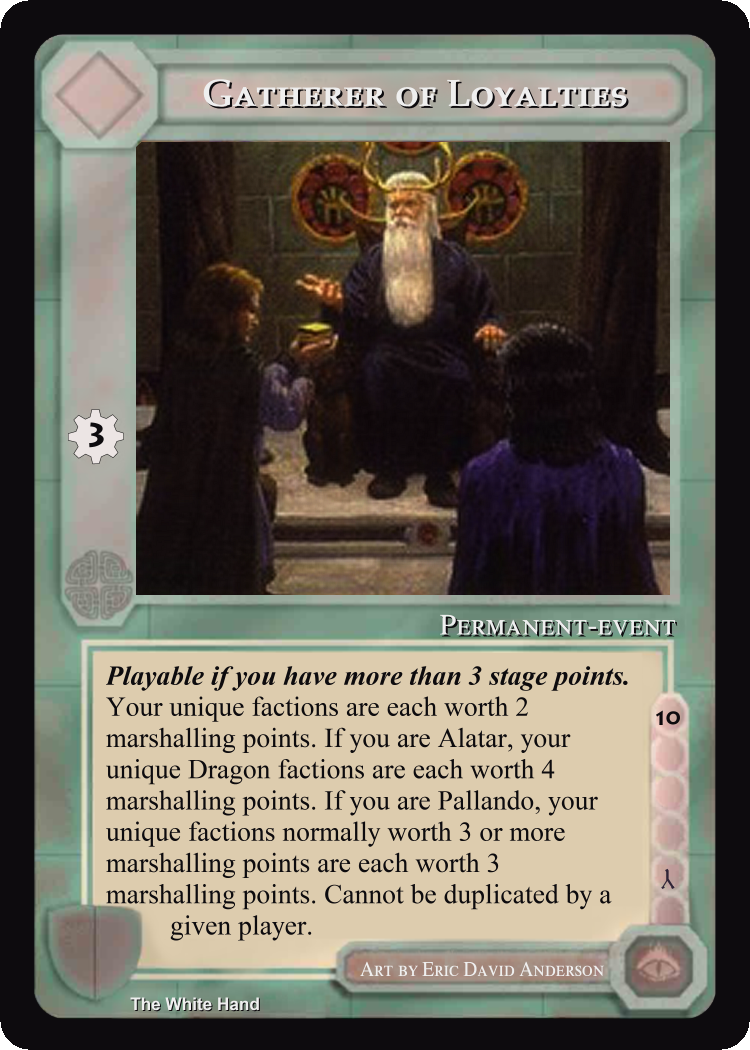 Gatherer of Loyalties
3
Permanent-event
Playable if you have more than 3 stage points.
Your unique factions are each worth 2
marshalling points. If you are Alatar, your
unique Dragon factions are each worth 4
marshalling points. If you are Pallando, your
unique factions normally worth 3 or more
marshalling points are each worth 3
marshalling points. Cannot be duplicated by a
given player.
10
Art by Eric David Anderson
The White Hand